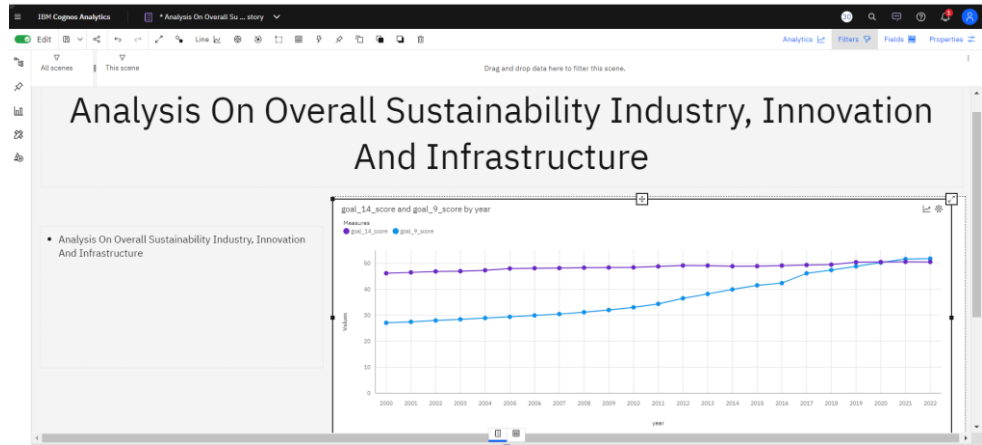 IBM Cognos Analytics
* Analysis On Overall Su ... story
Edit
Line
Analytics
Filters
Fields
Properties
All scenes
This scene
Drag and drop data here to filter this scene.
Analysis On Overall Sustainability Industry, Innovation
And Infrastructure
• Analysis On Overall Sustainability Industry, Innovation
And Infrastructure
goal_14_score and goal_9_score by year
Measures
goal_14_score goal_9_score
Values
50
40
30
20
10
0
2000 2001 2002 2003 2004 2005 2006 2007 2008 2009 2010 2011 2012 2013 2014 2015 2016 2017 2018 2019 2020 2021 2022
year